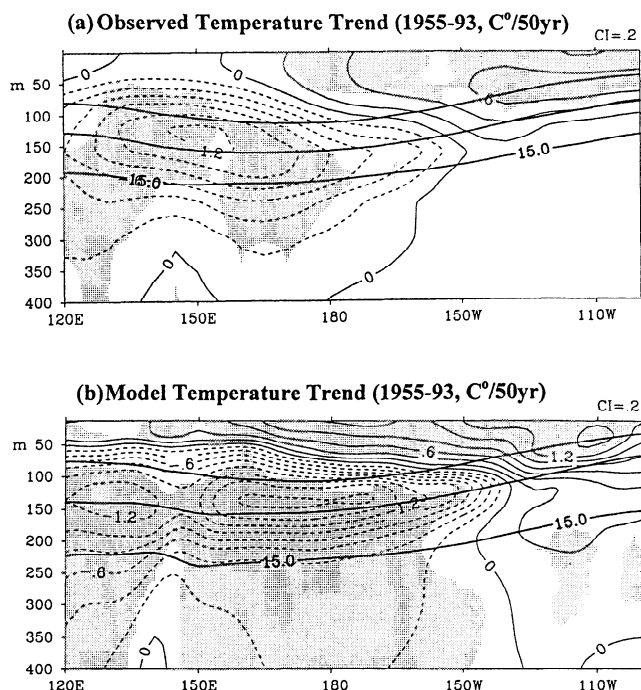 (a) Observed Temperature Trend (1955-93, C°/50yr)
CI=.2
0 0
m 50
.6
100
150 1.2 15.0
200 15.0
250
300
350 0 0
400
120E 150E 180 150W
(b) Model Temperature Trend (1955-93, C°/50yr)
CI=.2
m 50 .6 .6 1.2
100
150 1.2 1.2
200 15.0
250 .6 15.0 0
300
350 0 0
400
120E 150E 180 150W